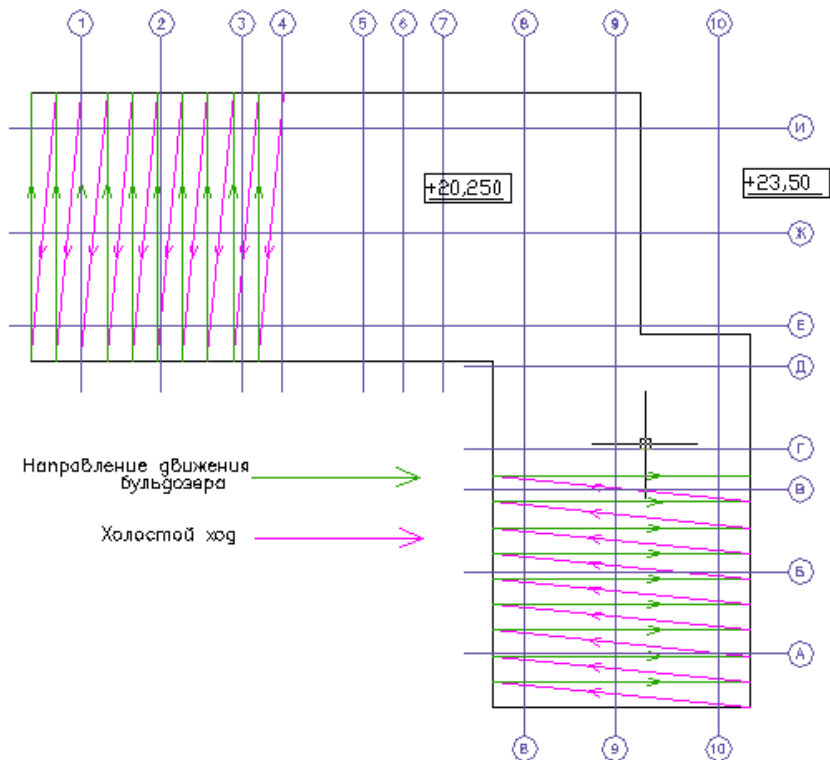 1 2 3 4 5 6 7 8 9 10
И
+20,250
+23,50
Ж
Е
Д
Г
Направление движения
бульдозера
В
Холостой ход
Б
А
8 9 10